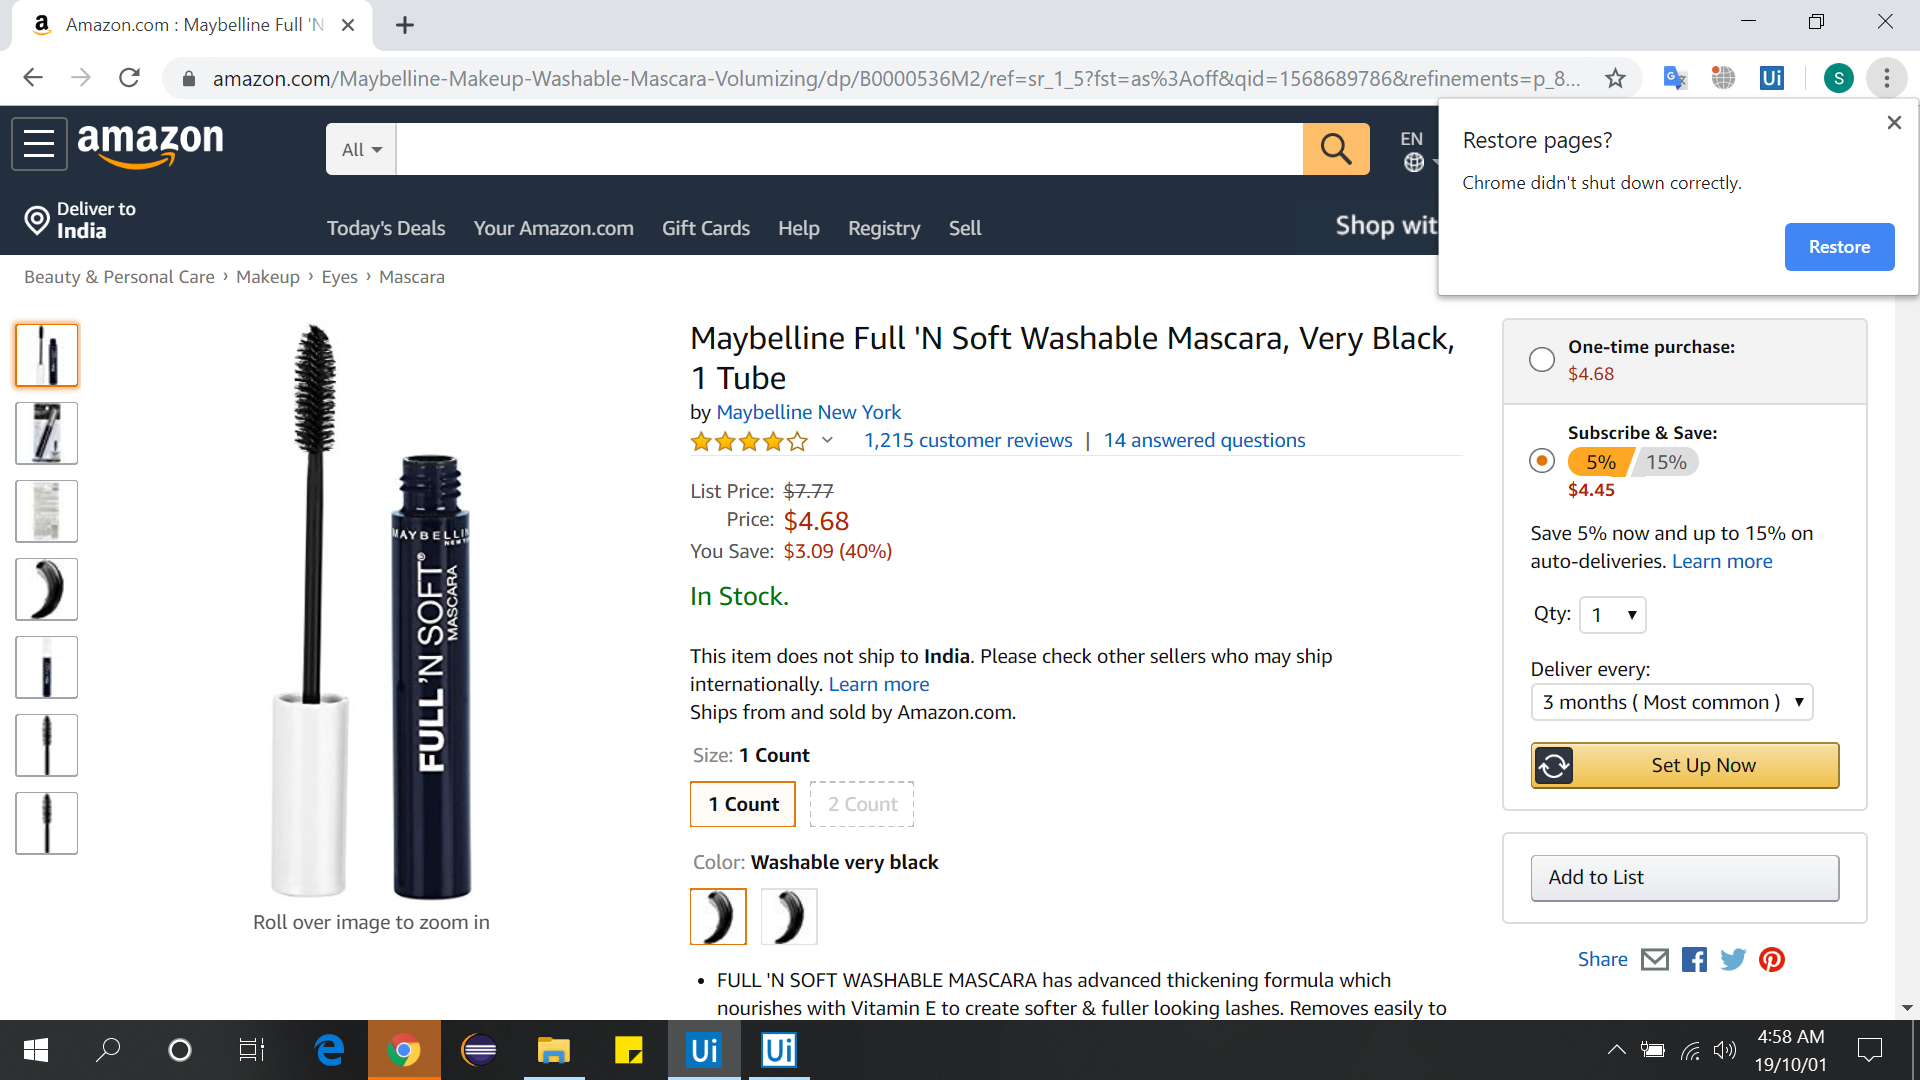 Amazon.com : Maybelline Full 'N
amazon.com/Maybelline-Makeup-Washable-Mascara-Volumizing/dp/B0000536M2/ref=sr_1_5?fst=as%3Aoff&qid=1568689786&refinements=p_8...
S
Restore pages?
Chrome didn't shut down correctly.
Restore
amazon
All
EN
Deliver to
India
Today's Deals Your Amazon.com Gift Cards Help Registry Sell
Shop wit
Beauty & Personal Care › Makeup › Eyes › Mascara
MAYBELLIN
NEW Y
FULL 'N SOFT®
MASCARA
Roll over image to zoom in
Maybelline Full 'N Soft Washable Mascara, Very Black,
1 Tube
by Maybelline New York
1,215 customer reviews | 14 answered questions
List Price: $7.77
Price: $4.68
You Save: $3.09 (40%)
In Stock.
This item does not ship to India. Please check other sellers who may ship
internationally. Learn more
Ships from and sold by Amazon.com.
Size: 1 Count
1 Count 2 Count
Color: Washable very black
• FULL 'N SOFT WASHABLE MASCARA has advanced thickening formula which
nourishes with Vitamin E to create softer & fuller looking lashes. Removes easily to
One-time purchase:
$4.68
Subscribe & Save:
5% 15%
$4.45
Save 5% now and up to 15% on
auto-deliveries. Learn more
Qty: 1
Deliver every:
3 months ( Most common )
Set Up Now
Add to List
Share
Ui
Ui
Ui
4:58 AM
19/10/01